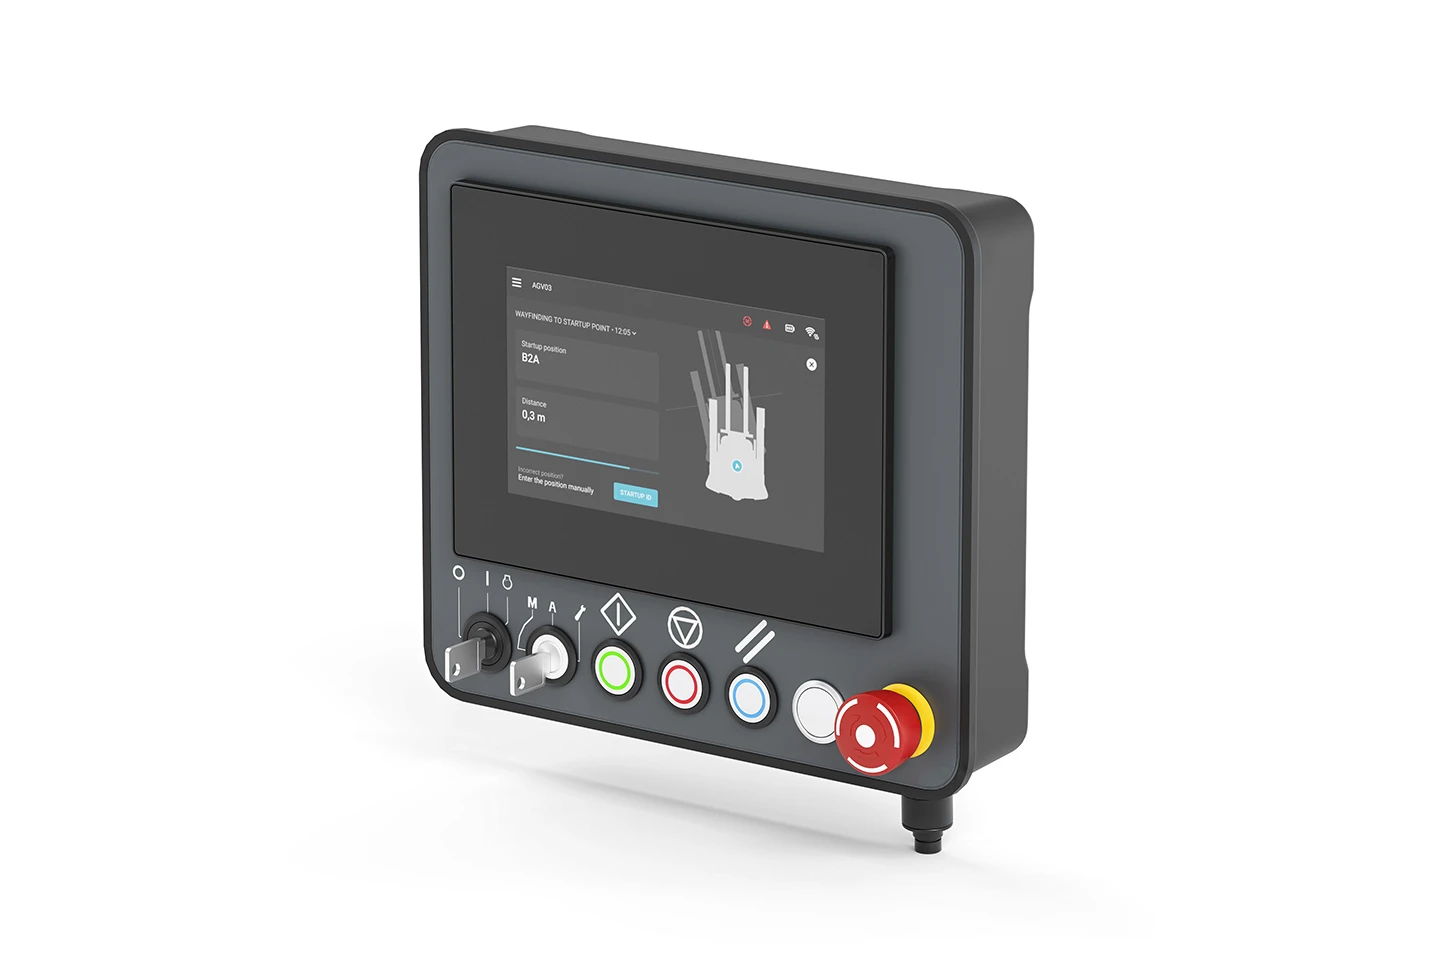 AGV03
WAYFINDING TO STARTUP POINT • 12:05
Startup position
B2A
Distance
0,3 m
Incorrect position?
Enter the position manually
STARTUP ID
M A